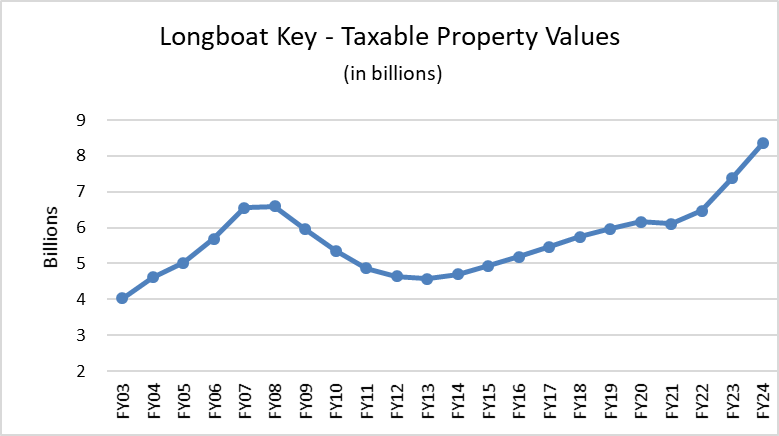 Longboat Key - Taxable Property Values
(in billions)
Billions
9
8
7
6
5
4
3
2
FY03
FY04
FY05
FY06
FY07
FY08
FY09
FY10
FY11
FY12
FY13
FY14
FY15
FY16
FY17
FY18
FY19
FY20
FY21
FY22
FY23
FY24